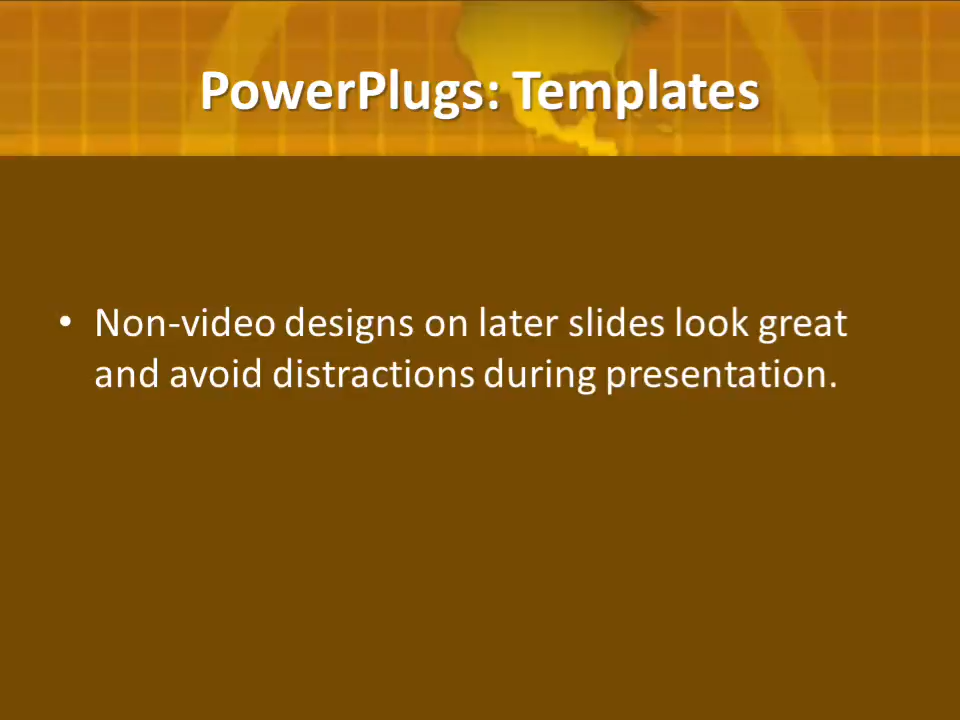 PowerPlugs: Templates
• Non-video designs on later slides look great
and avoid distractions during presentation.